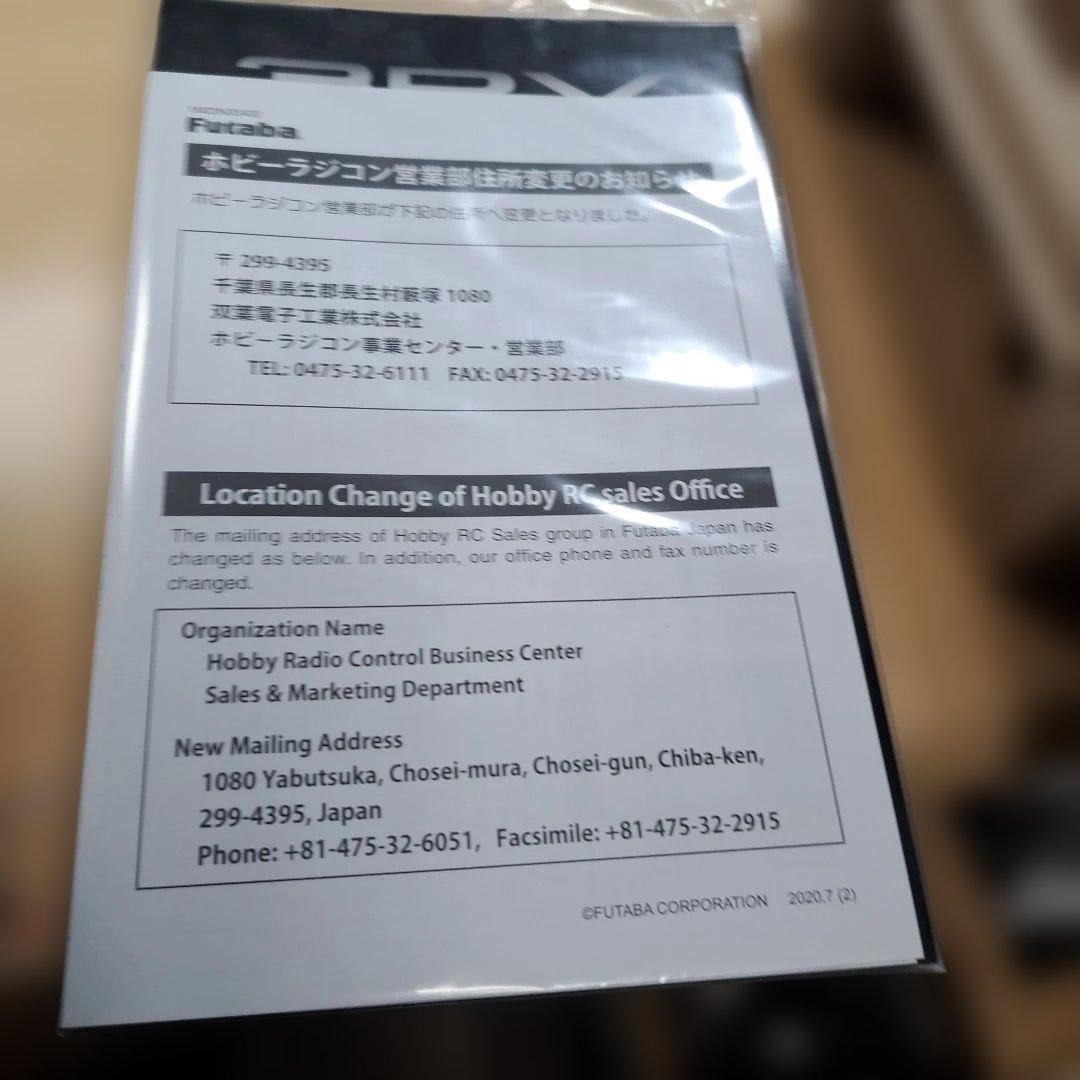 Futaba
ホビーラジコン営業部住所変更のお知らせ
ホビーラジコン営業部が下記の住所へ変更となりました。
〒299-4395
千葉県長生郡長生村藪塚 1080
双葉電子工業株式会社
ホビーラジコン事業センター・営業部
TEL: 0475-32-6111 FAX: 0475-32-2915
Location Change of Hobby RC sales Office
The mailing address of Hobby RC Sales group in Futaba Japan has
changed as below. In addition, our office phone and fax number is
changed.
Organization Name
Hobby Radio Control Business Center
Sales & Marketing Department
New Mailing Address
1080 Yabutsuka, Chosei-mura, Chosei-gun, Chiba-ken,
299-4395, Japan
Phone: +81-475-32-6051, Facsimile: +81-475-32-2915
©FUTABA CORPORATION 2020,7 (2)